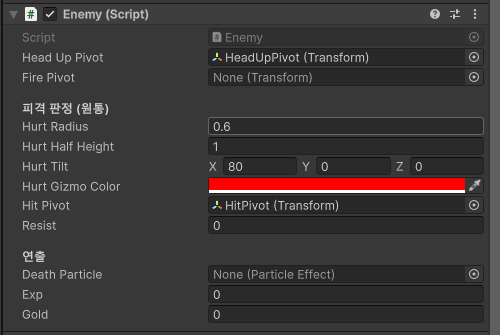 Enemy (Script)
Script Enemy
Head Up Pivot HeadUpPivot (Transform)
Fire Pivot None (Transform)
피격 판정 (원통)
Hurt Radius 0.6
Hurt Half Height 1
Hurt Tilt X 80 Y 0 Z 0
Hurt Gizmo Color
Hit Pivot HitPivot (Transform)
Resist 0
연출
Death Particle None (Particle Effect)
Exp 0
Gold 0